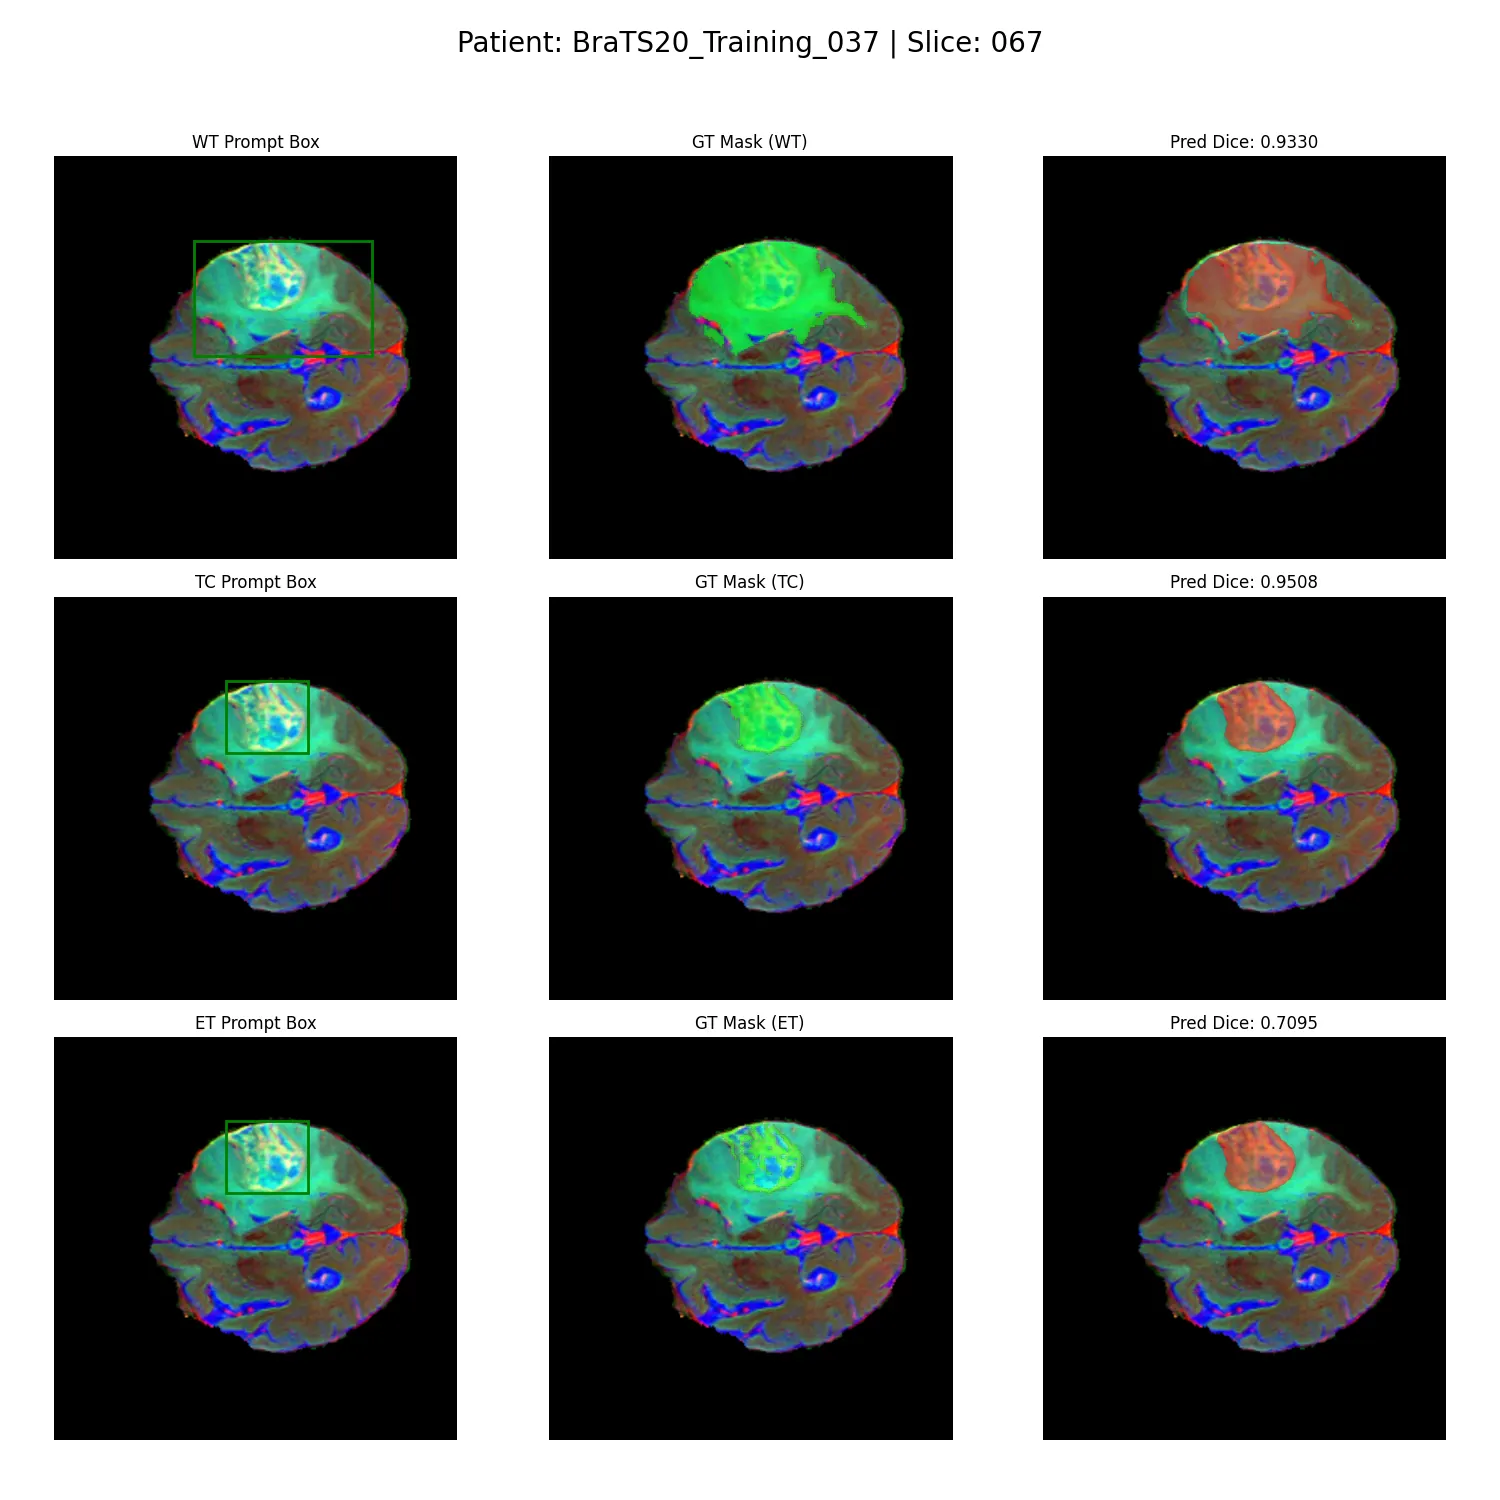 Patient: BraTS20_Training_037 | Slice: 067
WT Prompt Box
GT Mask (WT)
Pred Dice: 0.9330
TC Prompt Box
GT Mask (TC)
Pred Dice: 0.9508
ET Prompt Box
GT Mask (ET)
Pred Dice: 0.7095